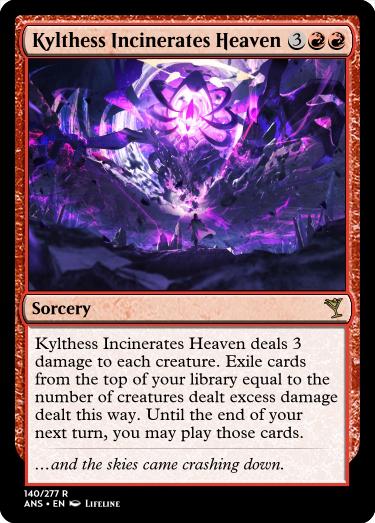 Kylthess Incinerates Heaven 3
Sorcery
Kylthess Incinerates Heaven deals 3
damage to each creature. Exile cards
from the top of your library equal to the
number of creatures dealt excess damage
dealt this way. Until the end of your
next turn, you may play those cards.
…and the skies came crashing down.
140/277 R
ANS • EN Lifeline